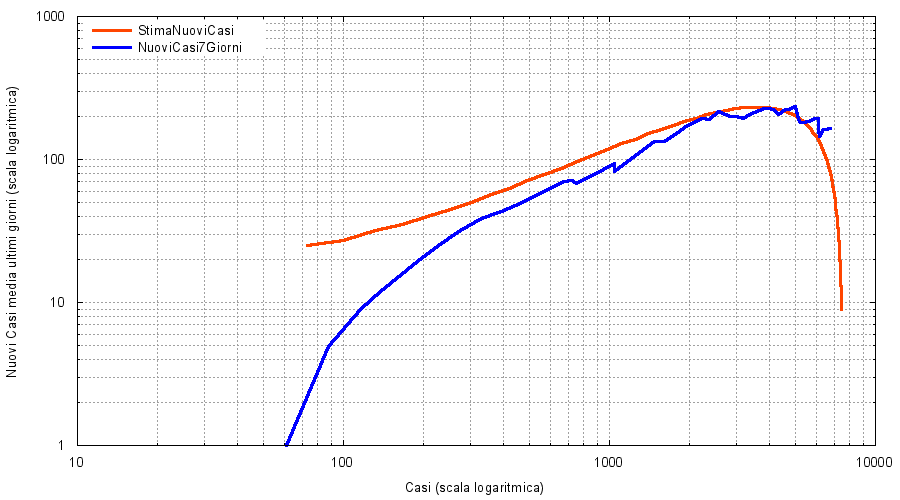 1000
StimaNuoviCasi
NuoviCasi7Giorni
100
10
1
10
100
1000
10000
Nuovi Casi media ultimi giorni (scala logaritmica)
Casi (scala logaritmica)